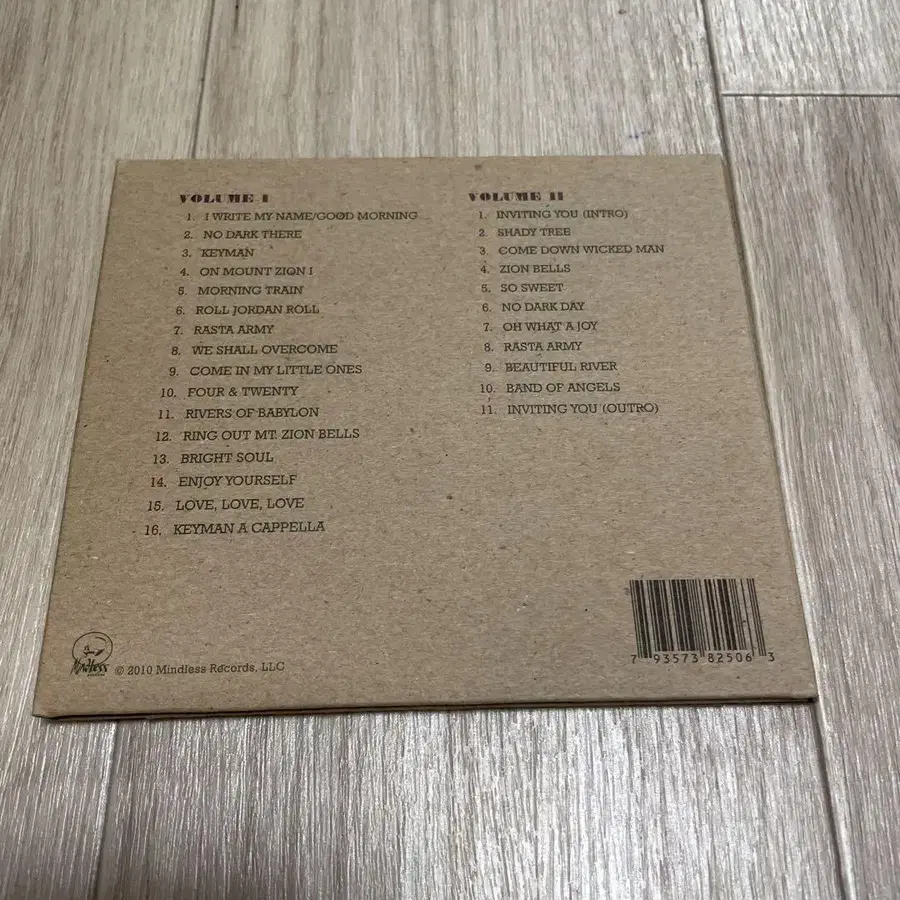 VOLUME I
1. I WRITE MY NAME/GOOD MORNING
2. NO DARK THERE
3. KEYMAN
4. ON MOUNT ZION I
5. MORNING TRAIN
6. ROLL JORDAN ROLL
7. RASTA ARMY
8. WE SHALL OVERCOME
9. COME IN MY LITTLE ONES
10. FOUR & TWENTY
11. RIVERS OF BABYLON
12. RING OUT MT. ZION BELLS
13. BRIGHT SOUL
14. ENJOY YOURSELF
15. LOVE, LOVE, LOVE
16. KEYMAN A CAPPELLA
VOLUME II
1. INVITING YOU (INTRO)
2. SHADY TREE
3. COME DOWN WICKED MAN
4. ZION BELLS
5. SO SWEET
6. NO DARK DAY
7. OH WHAT A JOY
8. RASTA ARMY
9. BEAUTIFUL RIVER
10. BAND OF ANGELS
11. INVITING YOU (OUTRO)
Mindless
© 2010 Mindless Records, LLC
7 93573 82506 3